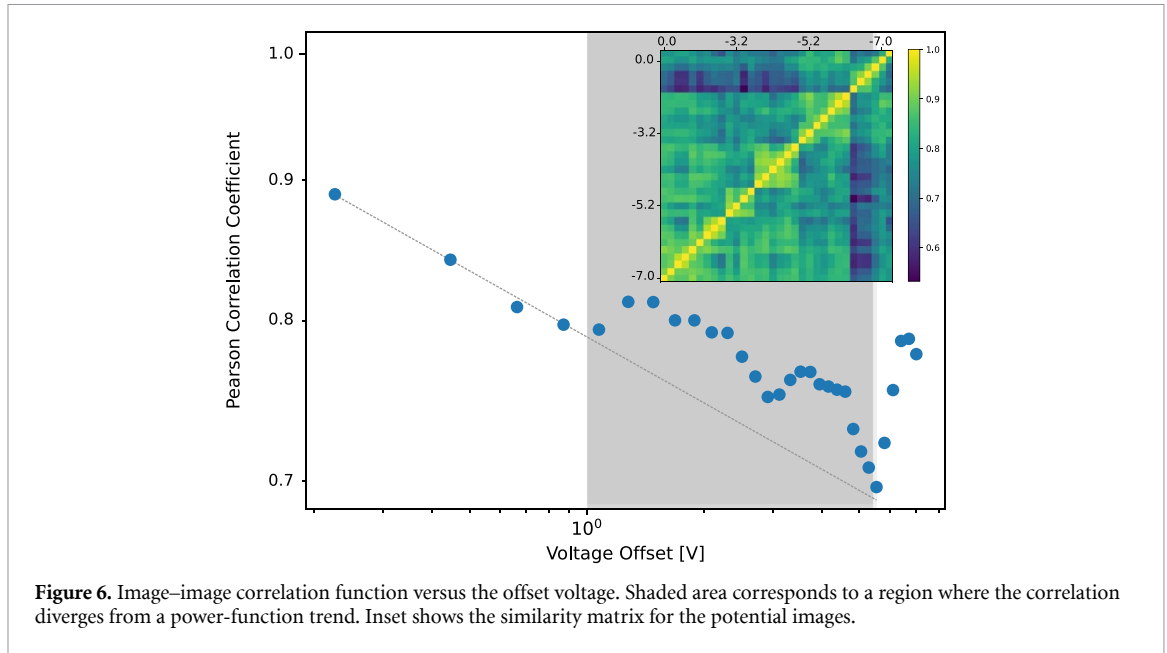 1.0
0.9
0.8
0.7
Pearson Correlation Coefficient
0.0 -3.2 -5.2 -7.0
0.0
-3.2
-5.2
-7.0
1.0
0.9
0.8
0.7
0.6
10⁰
Voltage Offset [V]
Figure 6. Image–image correlation function versus the offset voltage. Shaded area corresponds to a region where the correlation
diverges from a power-function trend. Inset shows the similarity matrix for the potential images.